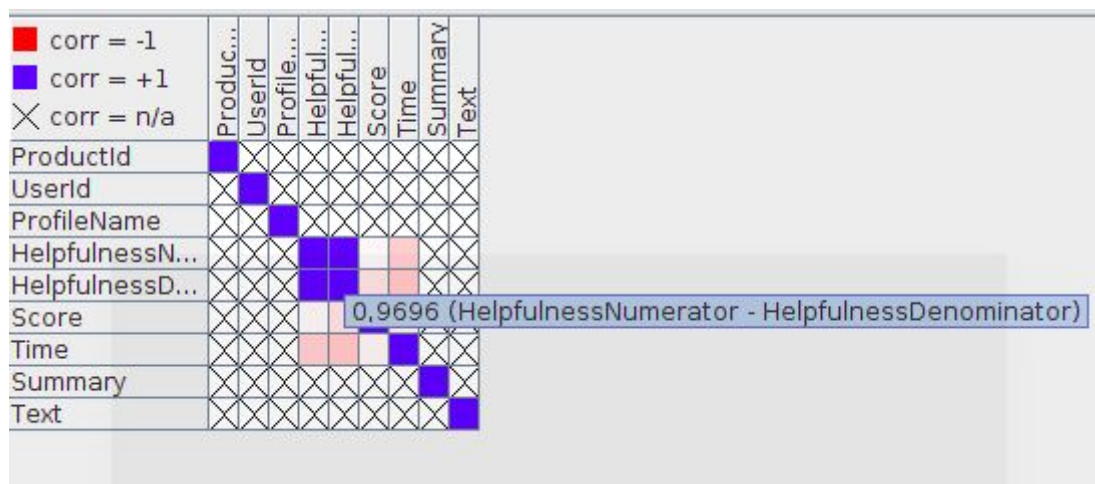 corr = -1
corr = +1
corr = n/a
Produc...
UserId
Profile...
Helpful...
Helpful...
Score
Time
Summary
Text
ProductId
UserId
ProfileName
HelpfulnessN...
HelpfulnessD...
Score
0,9696 (HelpfulnessNumerator - HelpfulnessDenominator)
Time
Summary
Text